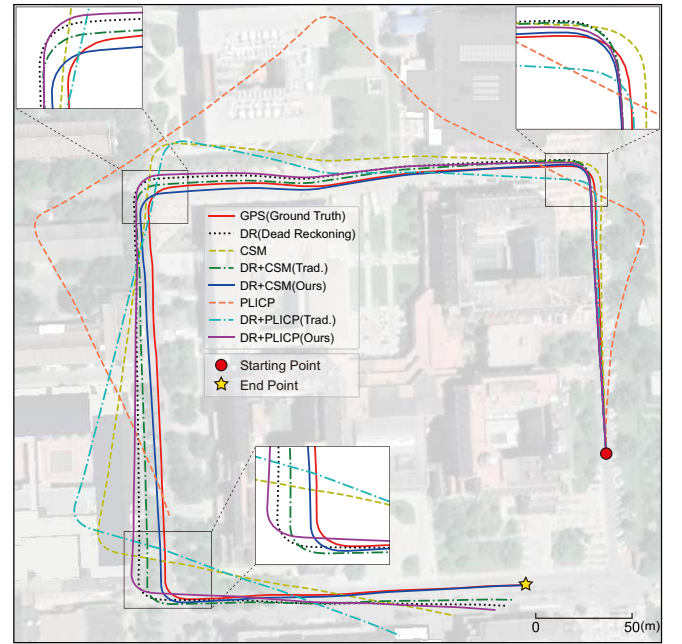 GPS(Ground Truth)
DR(Dead Reckoning)
CSM
DR+CSM(Trad.)
DR+CSM(Ours)
PLICP
DR+PLICP(Trad.)
DR+PLICP(Ours)
Starting Point
End Point
0 50(m)